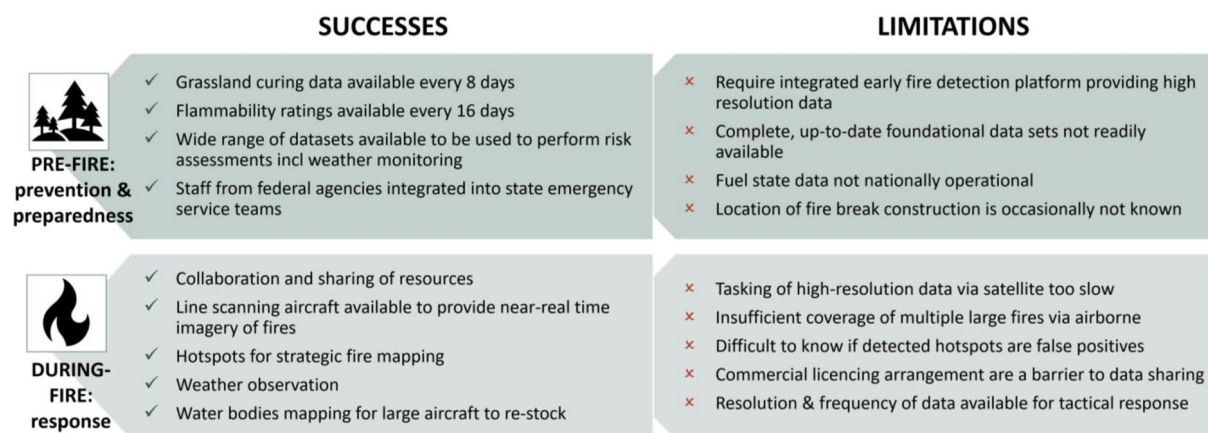 SUCCESSES
LIMITATIONS
PRE-FIRE:
prevention &
preparedness
✓ Grassland curing data available every 8 days
✓ Flammability ratings available every 16 days
✓ Wide range of datasets available to be used to perform risk
assessments incl weather monitoring
✓ Staff from federal agencies integrated into state emergency
service teams
× Require integrated early fire detection platform providing high
resolution data
× Complete, up-to-date foundational data sets not readily
available
× Fuel state data not nationally operational
× Location of fire break construction is occasionally not known
DURING-
FIRE:
response
✓ Collaboration and sharing of resources
✓ Line scanning aircraft available to provide near-real time
imagery of fires
✓ Hotspots for strategic fire mapping
✓ Weather observation
✓ Water bodies mapping for large aircraft to re-stock
× Tasking of high-resolution data via satellite too slow
× Insufficient coverage of multiple large fires via airborne
× Difficult to know if detected hotspots are false positives
× Commercial licencing arrangement are a barrier to data sharing
× Resolution & frequency of data available for tactical response